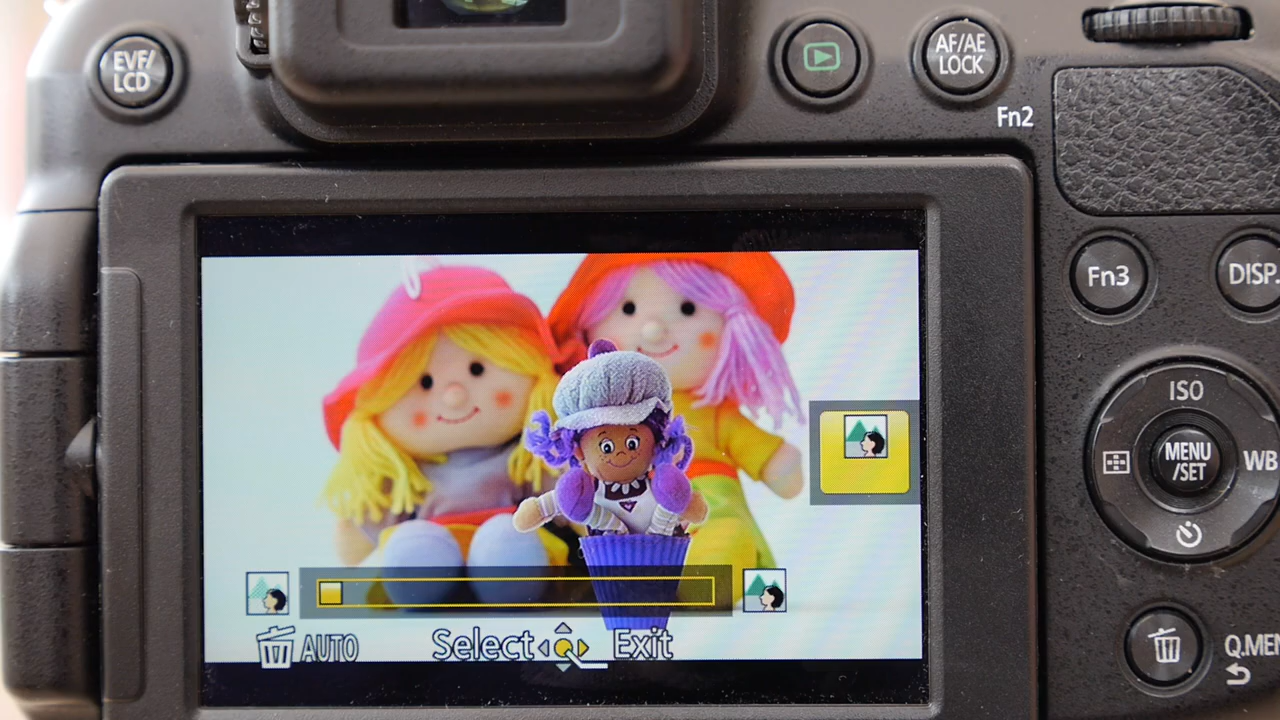 EVF/
LCD
AF/AE
LOCK
Fn2
Fn3
DISP.
ISO
MENU
/SET
WB
AUTO
Select
Exit
Q.MEN